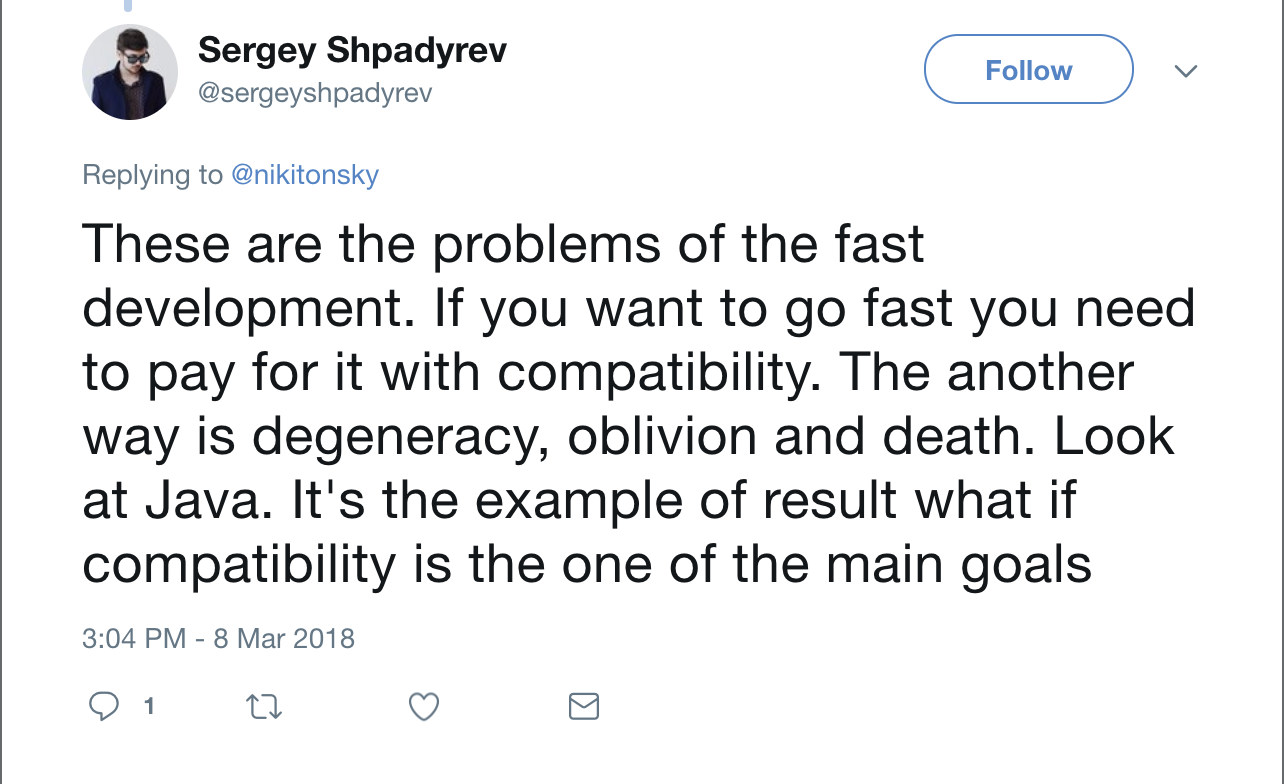 Sergey Shpadyrev
@sergeyshpadyrev
Follow
Replying to @nikitonsky
These are the problems of the fast
development. If you want to go fast you need
to pay for it with compatibility. The another
way is degeneracy, oblivion and death. Look
at Java. It's the example of result what if
compatibility is the one of the main goals
3:04 PM - 8 Mar 2018
1